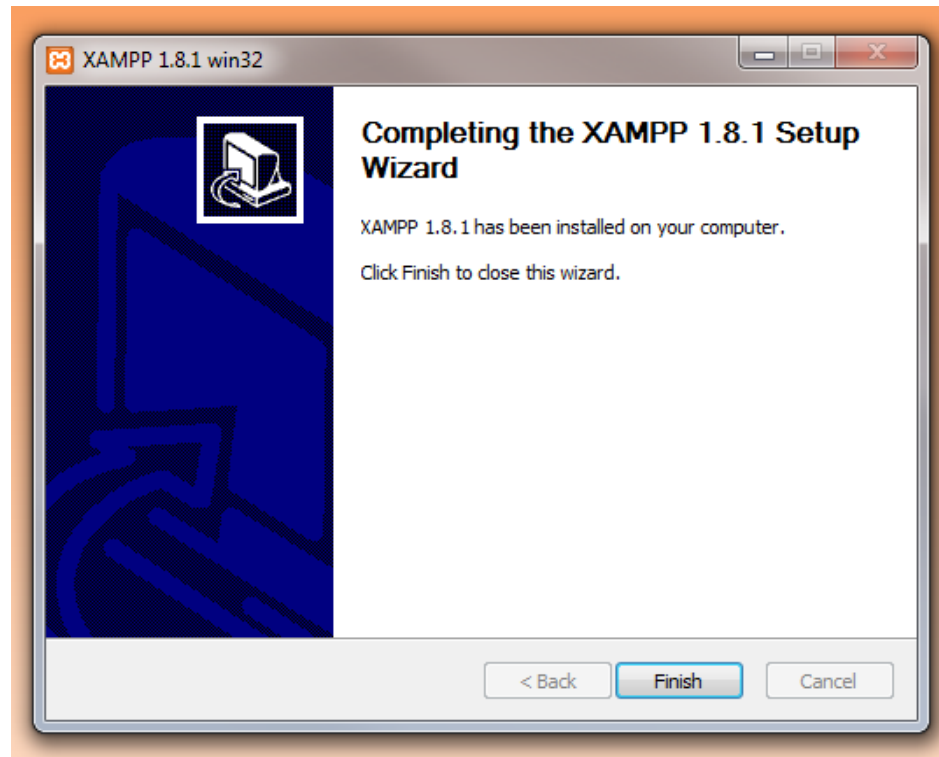 XAMPP 1.8.1 win32
Completing the XAMPP 1.8.1 Setup
Wizard
XAMPP 1.8.1 has been installed on your computer.
Click Finish to close this wizard.
< Back
Finish
Cancel